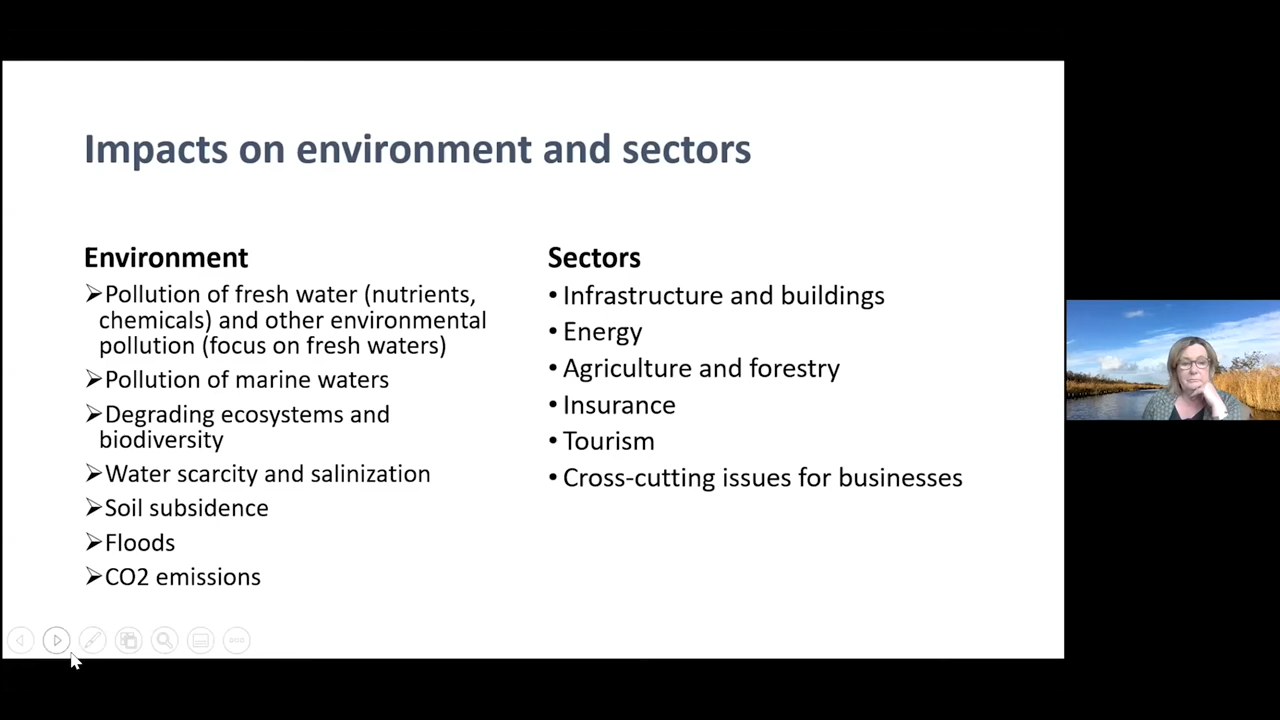 Impacts on environment and sectors
Environment
➢Pollution of fresh water (nutrients,
chemicals) and other environmental
pollution (focus on fresh waters)
➢Pollution of marine waters
➢Degrading ecosystems and
biodiversity
➢Water scarcity and salinization
➢Soil subsidence
➢Floods
➢CO2 emissions
Sectors
• Infrastructure and buildings
• Energy
• Agriculture and forestry
• Insurance
• Tourism
• Cross-cutting issues for businesses